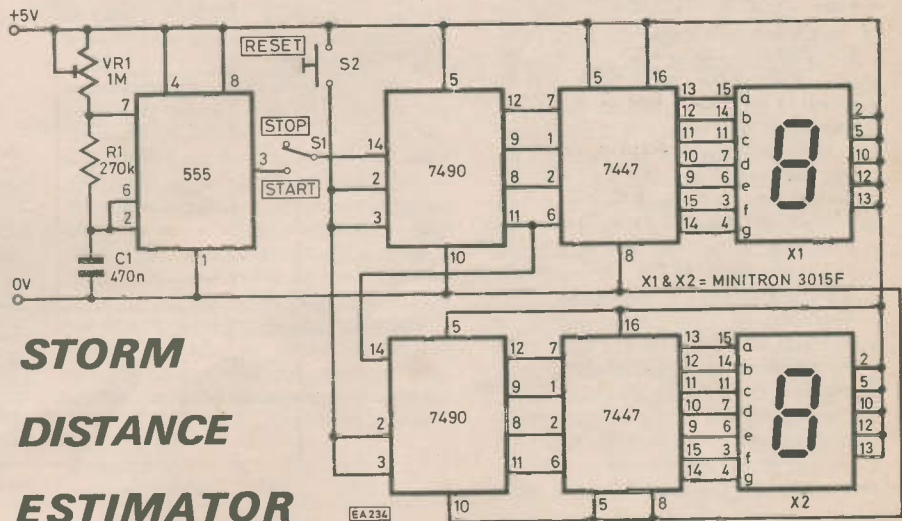 +5V
VR1
1M
7
R1
270k
6
2
C1
470n
0V
4
8
555
3
1
RESET
S2
STOP
S1
START
5
14
2
3
7490
12
9
8
11
10
7
1
2
6
5
16
7447
8
13
12
11
10
9
15
14
15
14
11
7
6
3
4
a
b
c
d
e
f
g
2
5
10
12
13
X1
X1 & X2 = MINITRON 3015F
5
14
2
3
7490
12
9
8
11
10
7
1
2
6
16
7447
5
8
13
12
11
10
9
15
14
15
14
11
7
6
3
4
a
b
c
d
e
f
g
2
5
10
12
13
X2
STORM
DISTANCE
ESTIMATOR
EA234